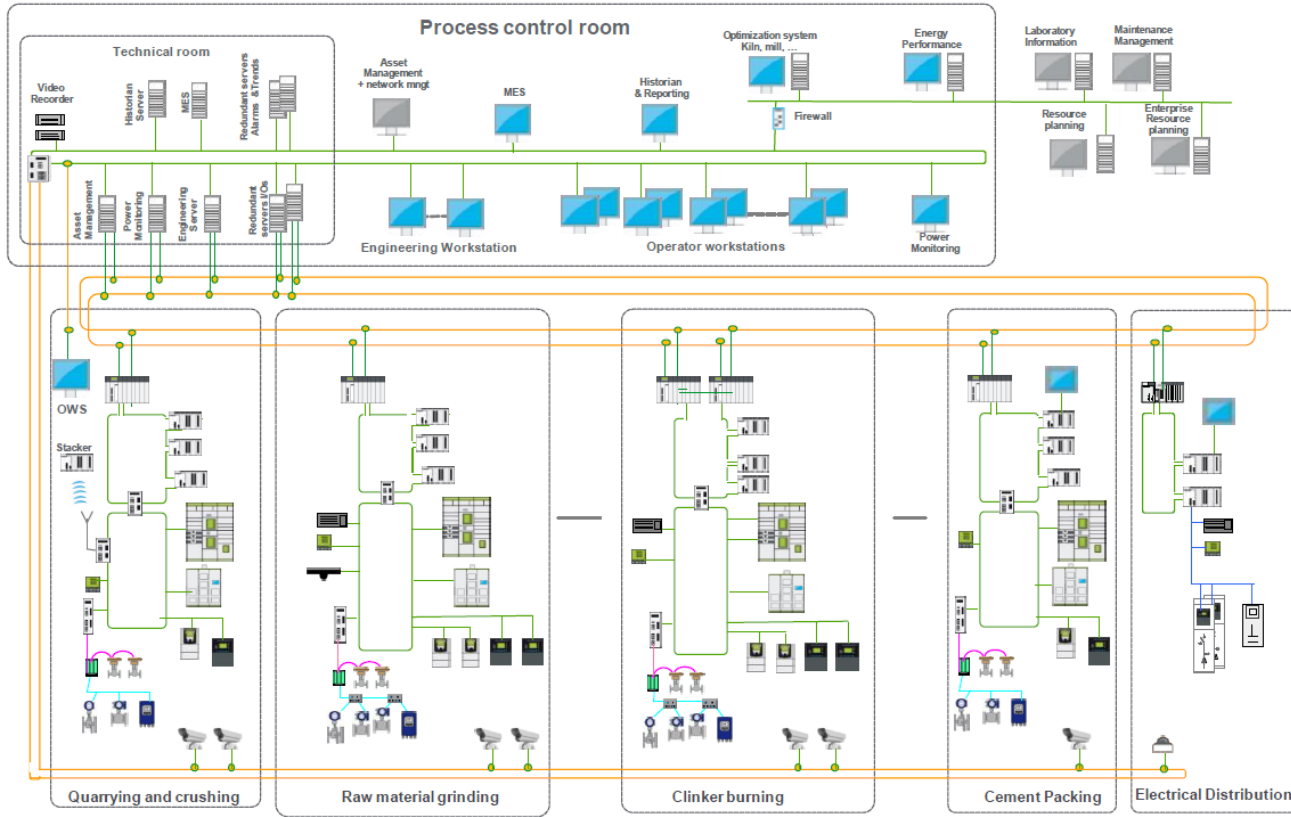 Process control room
Technical room
Video
Recorder
Historian
Server
MES
Redundant servers
Alarms &Trends
Asset
Management
+ network mngt
MES
Historian
& Reporting
Optimization system
Kiln, mill, ...
Firewall
Energy
Performance
Laboratory
Information
Maintenance
Management
Resource
planning
Enterprise
Resource
planning
Asset
Management
Power
Monitoring
Engineering
Server
Redundant
servers I/Os
Engineering Workstation
Operator workstations
Power
Monitoring
OWS
Stacker
Quarrying and crushing
Raw material grinding
Clinker burning
Cement Packing
Electrical Distribution